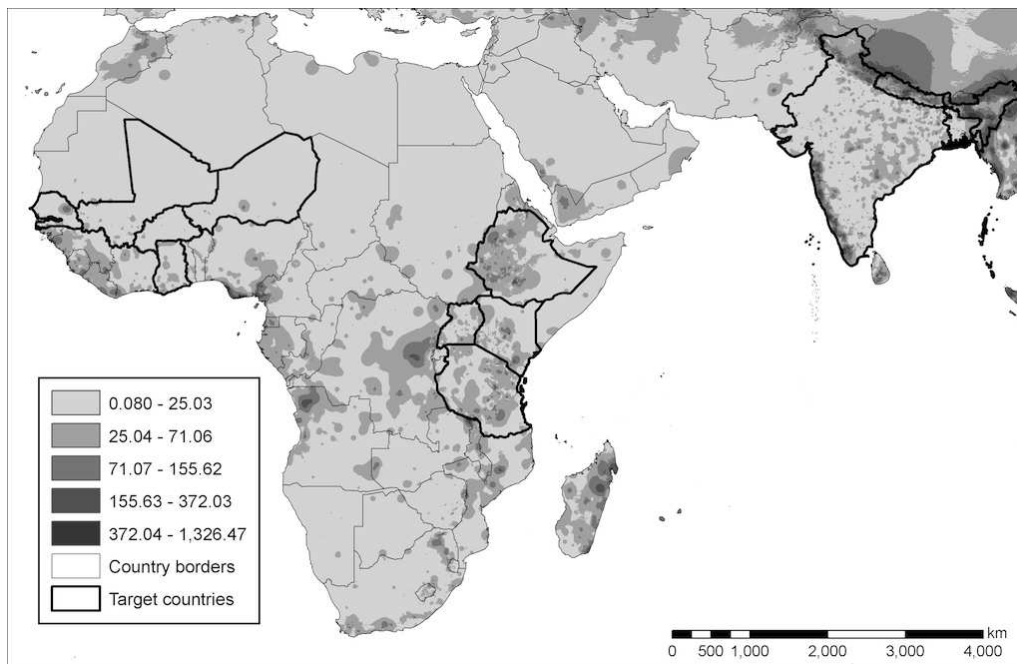 0.080 - 25.03
25.04 - 71.06
71.07 - 155.62
155.63 - 372.03
372.04 - 1,326.47
Country borders
Target countries
km
0 500 1,000 2,000 3,000 4,000